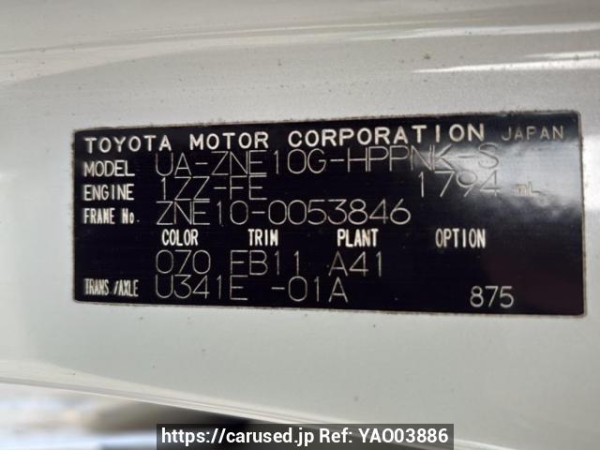 TOYOTA MOTOR CORPORATION JAPAN
MODEL UA-ZNE10G-HPPNK-S
ENGINE 1ZZ-FE 1794 mL
FRAME No. ZNE10-0053846
COLOR TRIM PLANT OPTION
070 EB11 A41
TRANS/AXLE U341E -01A 875
https://carused.jp Ref: YAO03886